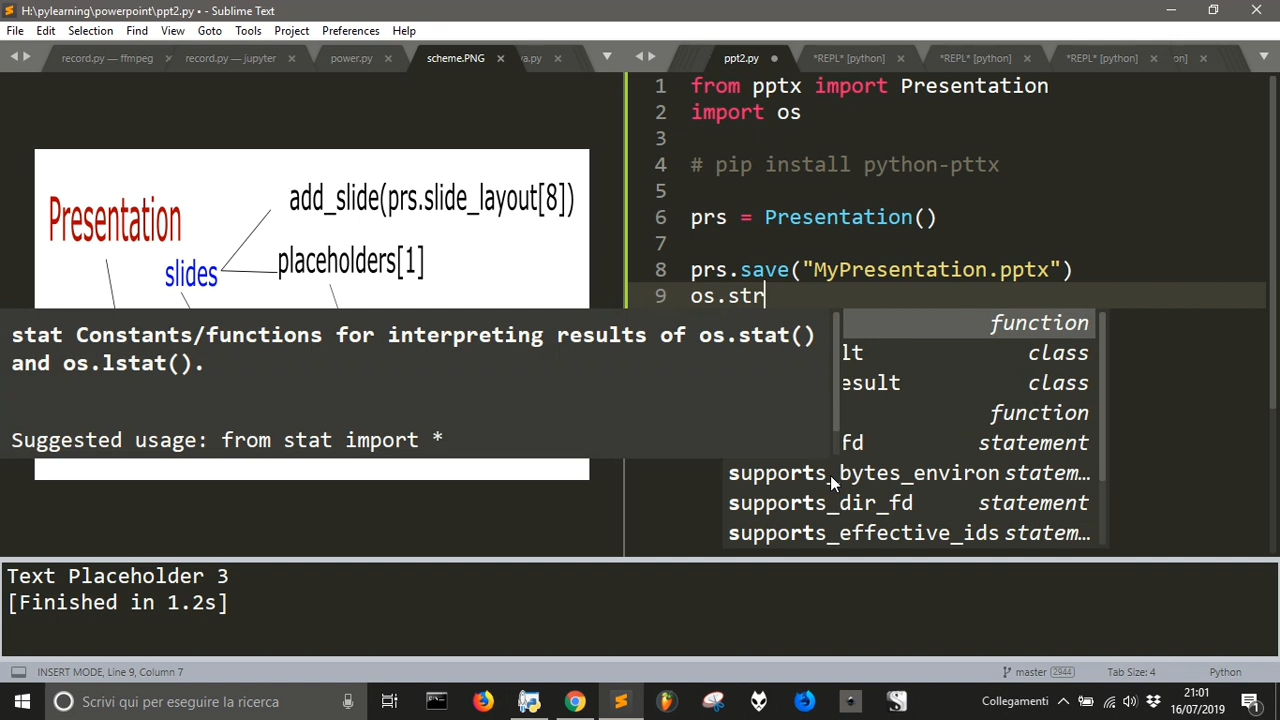 H:\pylearning\powerpoint\ppt2.py • - Sublime Text
File Edit Selection Find View Goto Tools Project Preferences Help
record.py — ffmpeg × record.py — jupyter × power.py × scheme.PNG × va.py ×
ppt2.py *REPL* [python] × *REPL* [python] × *REPL* [python] × on] ×
Presentation
add_slide(prs.slide_layout[8])
slides
placeholders[1]
1 from pptx import Presentation
2 import os
3
4 # pip install python-pttx
5
6 prs = Presentation()
7
8 prs.save("MyPresentation.pptx")
9 os.str
stat Constants/functions for interpreting results of os.stat()
and os.lstat().
Suggested usage: from stat import *
function
lt class
esult class
function
fd statement
supports_bytes_environ statem…
supports_dir_fd statement
supports_effective_ids statem…
Text Placeholder 3
[Finished in 1.2s]
INSERT MODE, Line 9, Column 7 master 2944 Tab Size: 4 Python
Scrivi qui per eseguire la ricerca Collegamenti 21:01
16/07/2019 1